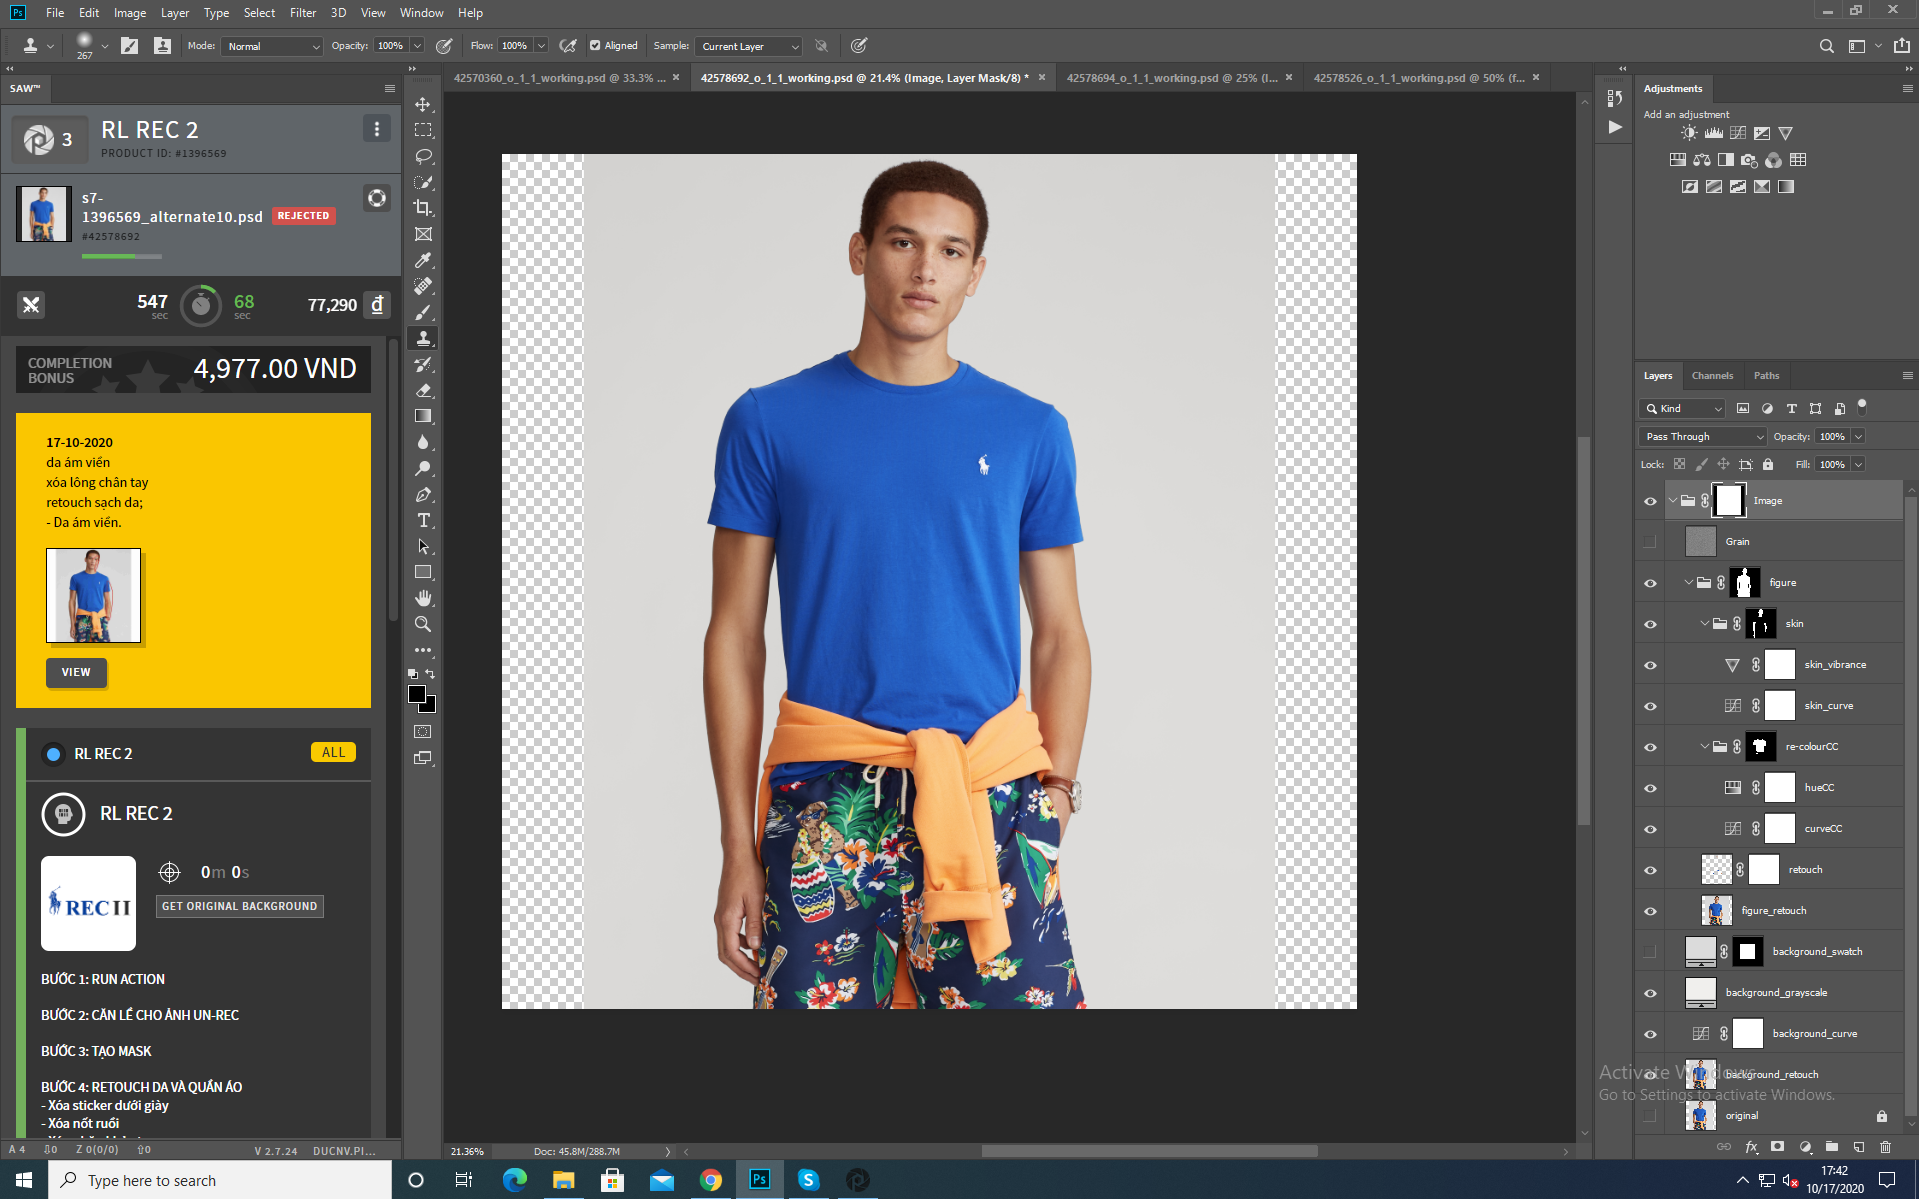 Ps File Edit Image Layer Type Select Filter 3D View Window Help
267 Mode: Normal Opacity: 100% Flow: 100% Aligned Sample: Current Layer
42570360_o_1_1_working.psd @ 33.3% ...
42578692_o_1_1_working.psd @ 21.4% (Image, Layer Mask/8) *
42578694_o_1_1_working.psd @ 25% (I...
42578526_o_1_1_working.psd @ 50% (f...
SAW™
3
RL REC 2
PRODUCT ID: #1396569
s7-
1396569_alternate10.psd
REJECTED
#42578692
547
sec
68
sec
77,290 đ
COMPLETION
BONUS
4,977.00 VND
17-10-2020
da ám viền
xóa lông chân tay
retouch sạch da;
- Da ám viền.
VIEW
RL REC 2
ALL
RL REC 2
REC II
0m 0s
GET ORIGINAL BACKGROUND
BƯỚC 1: RUN ACTION
BƯỚC 2: CĂN LỀ CHO ẢNH UN-REC
BƯỚC 3: TẠO MASK
BƯỚC 4: RETOUCH DA VÀ QUẦN ÁO
- Xóa sticker dưới giày
- Xóa nốt ruồi
A 4
0
Z 0(0/0)
0
V 2.7.24
DUCNV.PI...
21.36%
Doc: 45.8M/288.7M
Adjustments
Add an adjustment
Layers Channels Paths
Kind
Pass Through Opacity: 100%
Lock: Fill: 100%
Image
Grain
figure
skin
skin_vibrance
skin_curve
re-colourCC
hueCC
curveCC
retouch
figure_retouch
background_swatch
background_grayscale
background_curve
background_retouch
original
Activate Windows
Go to Settings to activate Windows.
fx
Type here to search
Ps
17:42
10/17/2020